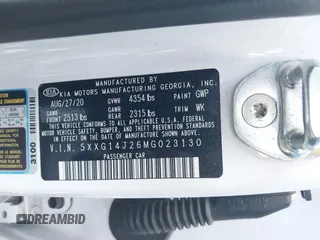 MANUFACTURED BY
KIA KIA MOTORS MANUFACTURING GEORGIA, INC.
AUG/27/20 GVWR 4354 lbs PAINT GWP
GAWR FRONT 2513 lbs GAWR REAR 2315 lbs TRIM WK
THIS VEHICLE CONFORMS TO ALL APPLICABLE
FEDERAL MOTOR VEHICLE SAFETY, BUMPER,
AND THEFT PREVENTION STANDARDS IN EFFECT
ON THE DATE OF MANUFACTURE SHOWN ABOVE.
V.I.N. 5XXG14J26MG023130
PASSENGER CAR
3100
DREAMBID